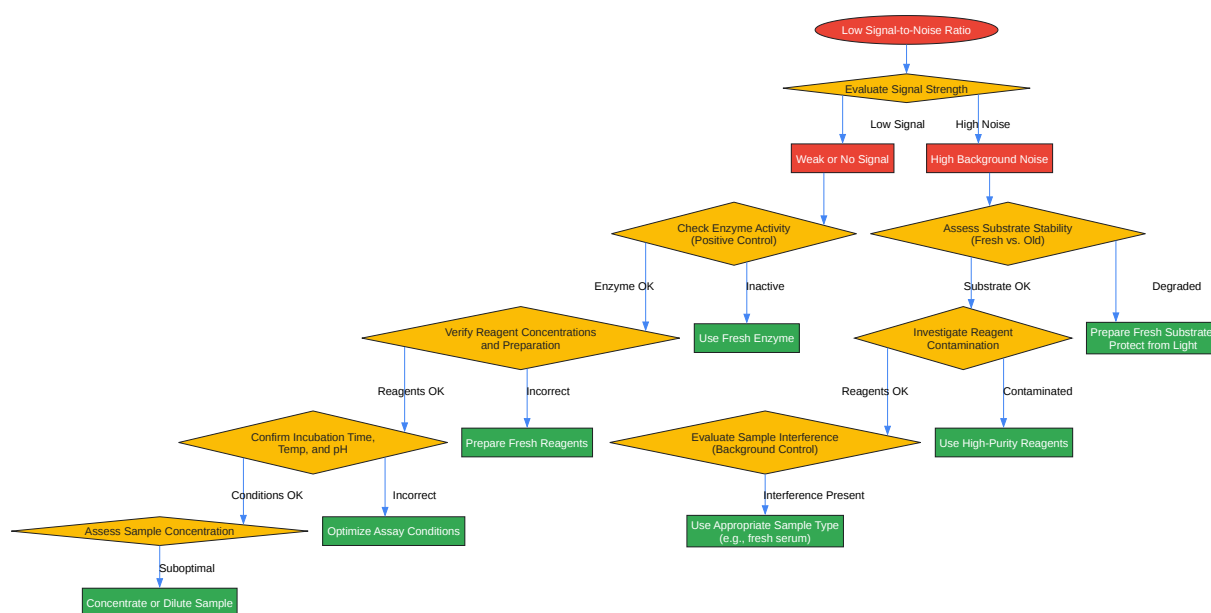 Low Signal-to-Noise Ratio
Evaluate Signal Strength
Low Signal
High Noise
Weak or No Signal
High Background Noise
Check Enzyme Activity
(Positive Control)
Assess Substrate Stability
(Fresh vs. Old)
Enzyme OK
Inactive
Substrate OK
Degraded
Verify Reagent Concentrations
and Preparation
Use Fresh Enzyme
Investigate Reagent
Contamination
Prepare Fresh Substrate
Protect from Light
Reagents OK
Incorrect
Reagents OK
Contaminated
Confirm Incubation Time,
Temp, and pH
Prepare Fresh Reagents
Evaluate Sample Interference
(Background Control)
Use High-Purity Reagents
Conditions OK
Incorrect
Interference Present
Assess Sample Concentration
Optimize Assay Conditions
Use Appropriate Sample Type
(e.g., fresh serum)
Suboptimal
Concentrate or Dilute Sample